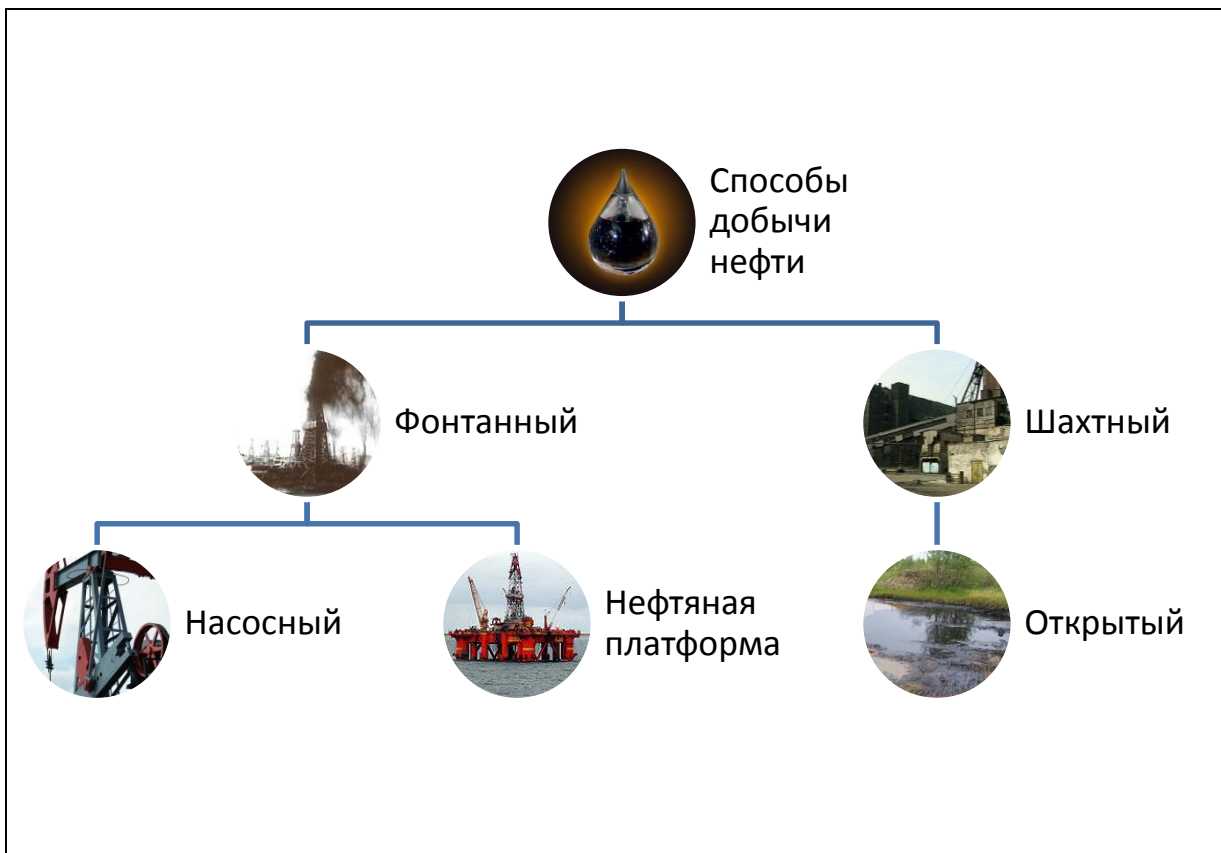 Способы
добычи
нефти
Фонтанный
Шахтный
Насосный
Нефтяная
платформа
Открытый